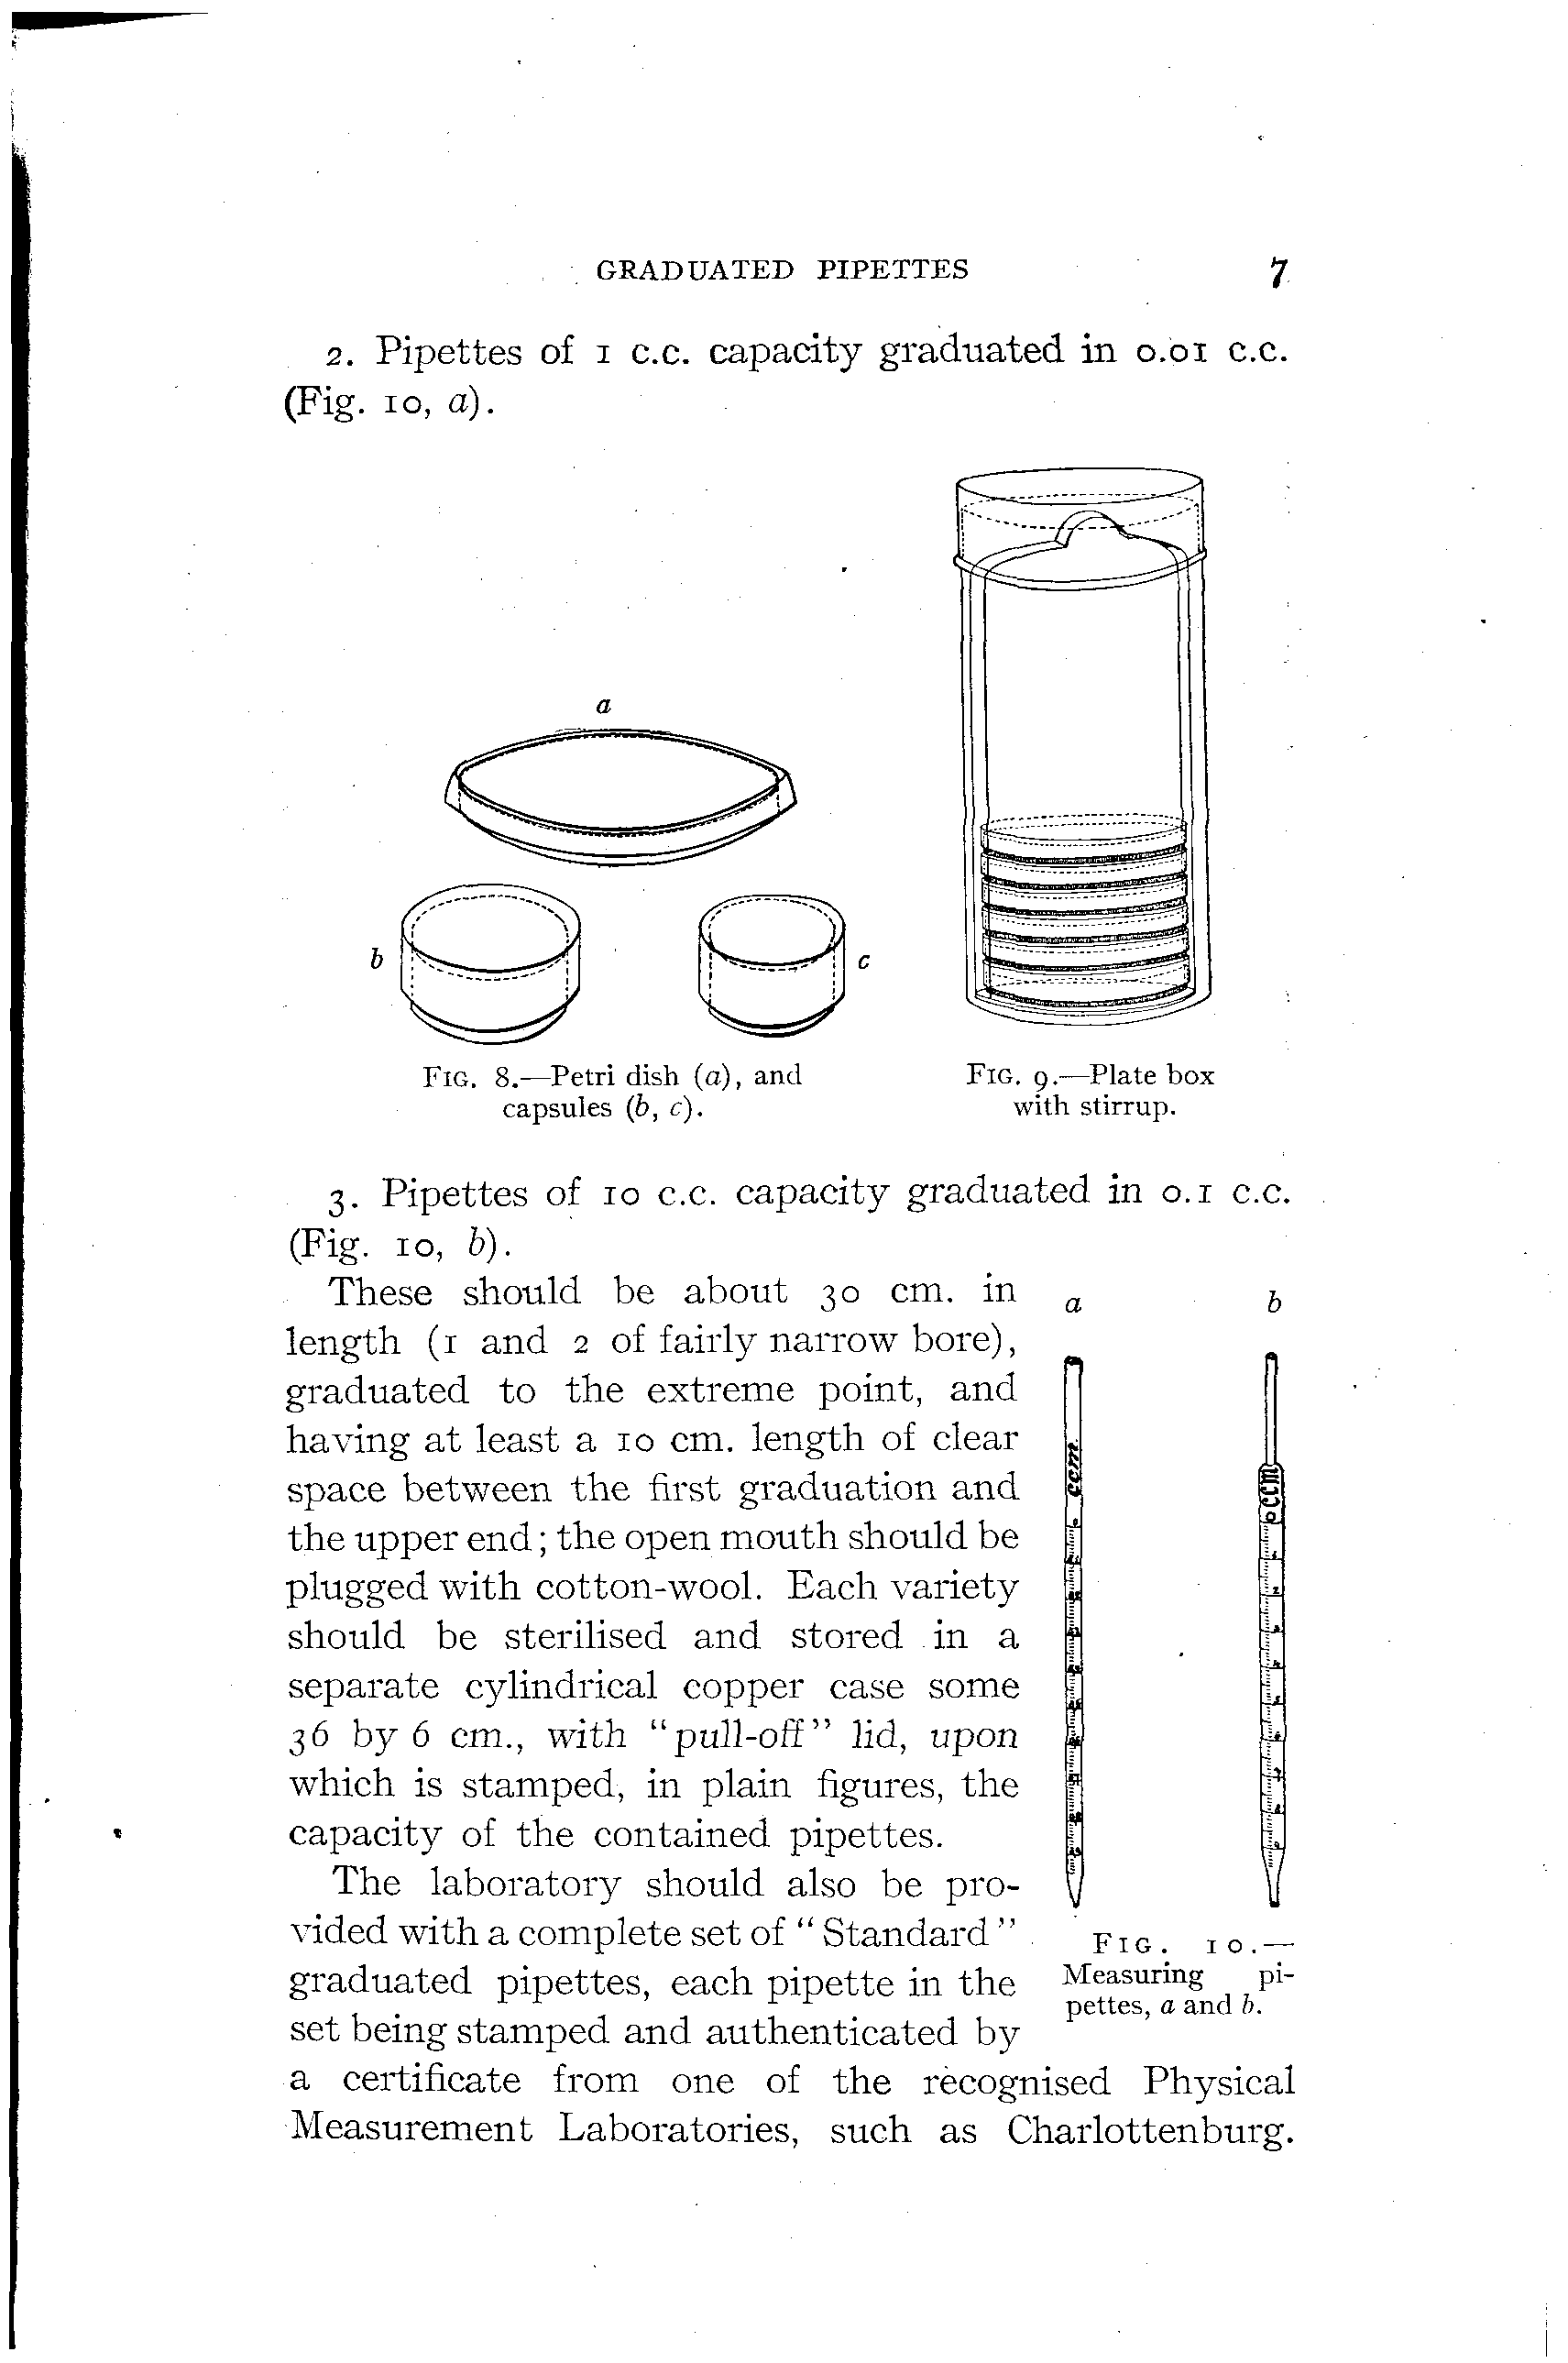 GRADUATED PIPETTES 7
2. Pipettes of 1 c.c. capacity graduated in 0.01 c.c.
(Fig. 10, a).
a
b
c
FIG. 8.—Petri dish (a), and
capsules (b, c).
FIG. 9.—Plate box
with stirrup.
3. Pipettes of 10 c.c. capacity graduated in 0.1 c.c.
(Fig. 10, b).
These should be about 30 cm. in
length (1 and 2 of fairly narrow bore),
graduated to the extreme point, and
having at least a 10 cm. length of clear
space between the first graduation and
the upper end; the open mouth should be
plugged with cotton-wool. Each variety
should be sterilised and stored in a
separate cylindrical copper case some
36 by 6 cm., with "pull-off" lid, upon
which is stamped, in plain figures, the
capacity of the contained pipettes.
The laboratory should also be pro-
vided with a complete set of "Standard"
graduated pipettes, each pipette in the
set being stamped and authenticated by
a certificate from one of the recognised Physical
Measurement Laboratories, such as Charlottenburg.
a
b
ccm.
ccm
FIG. 10.—
Measuring pi-
pettes, a and b.